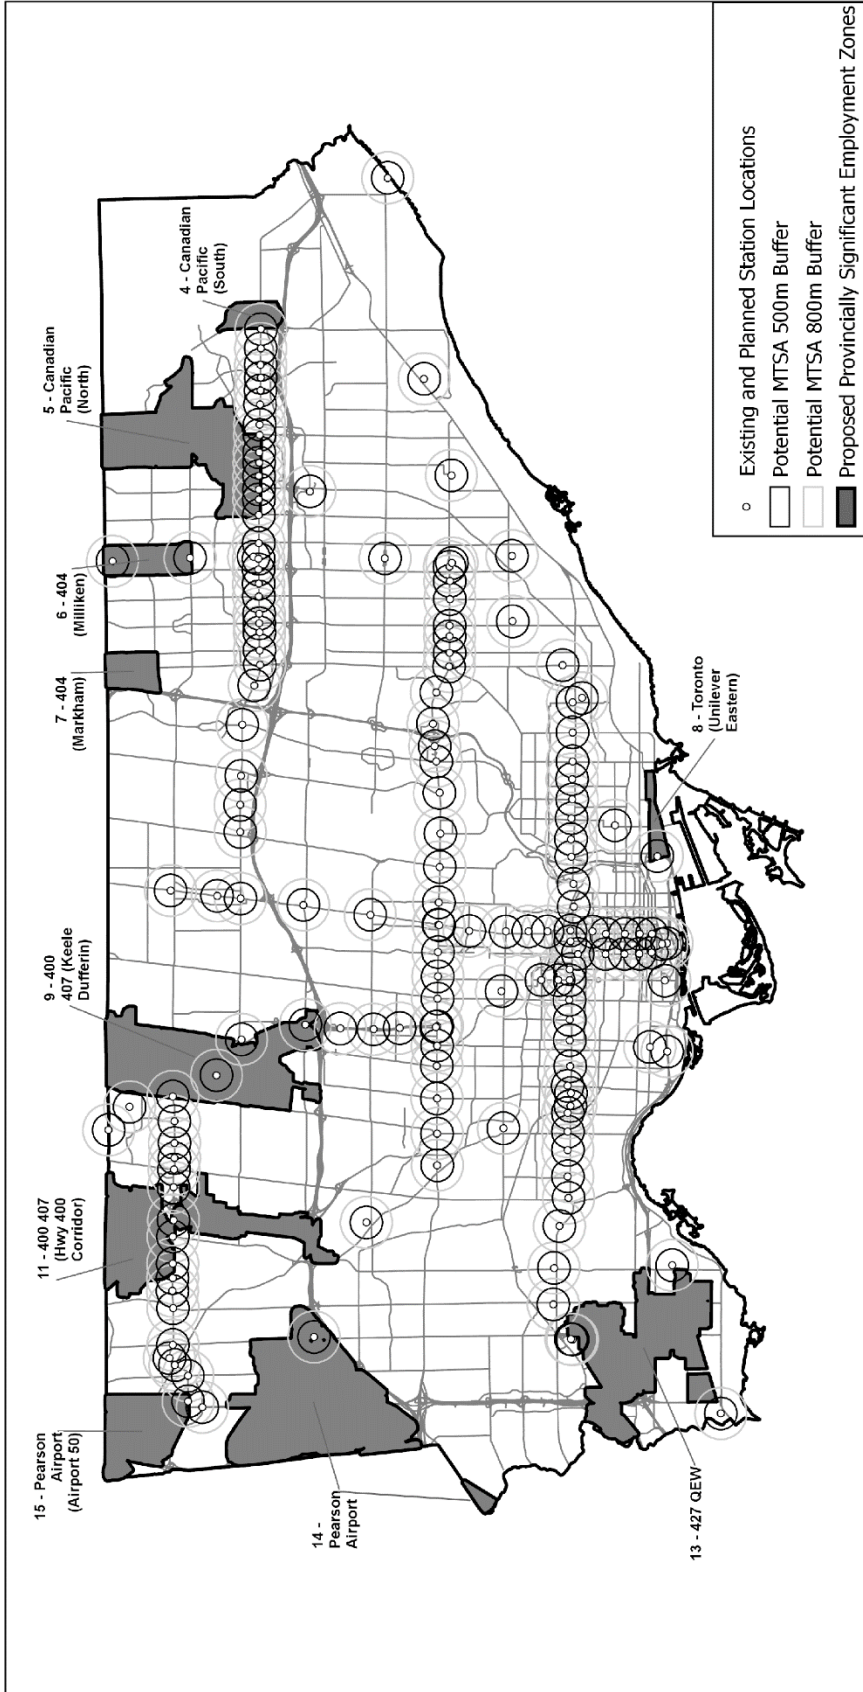 15 - Pearson
Airport
(Airport 50)
11 - 400 407
(Hwy 400
Corridor)
9 - 400
407 (Keele
Dufferin)
7 - 404
(Markham)
6 - 404
(Milliken)
5 - Canadian
Pacific
(North)
4 - Canadian
Pacific
(South)
14 -
Pearson
Airport
13 - 427 QEW
8 - Toronto
(Unilever
Eastern)
Existing and Planned Station Locations
Potential MTSA 500m Buffer
Potential MTSA 800m Buffer
Proposed Provincially Significant Employment Zones